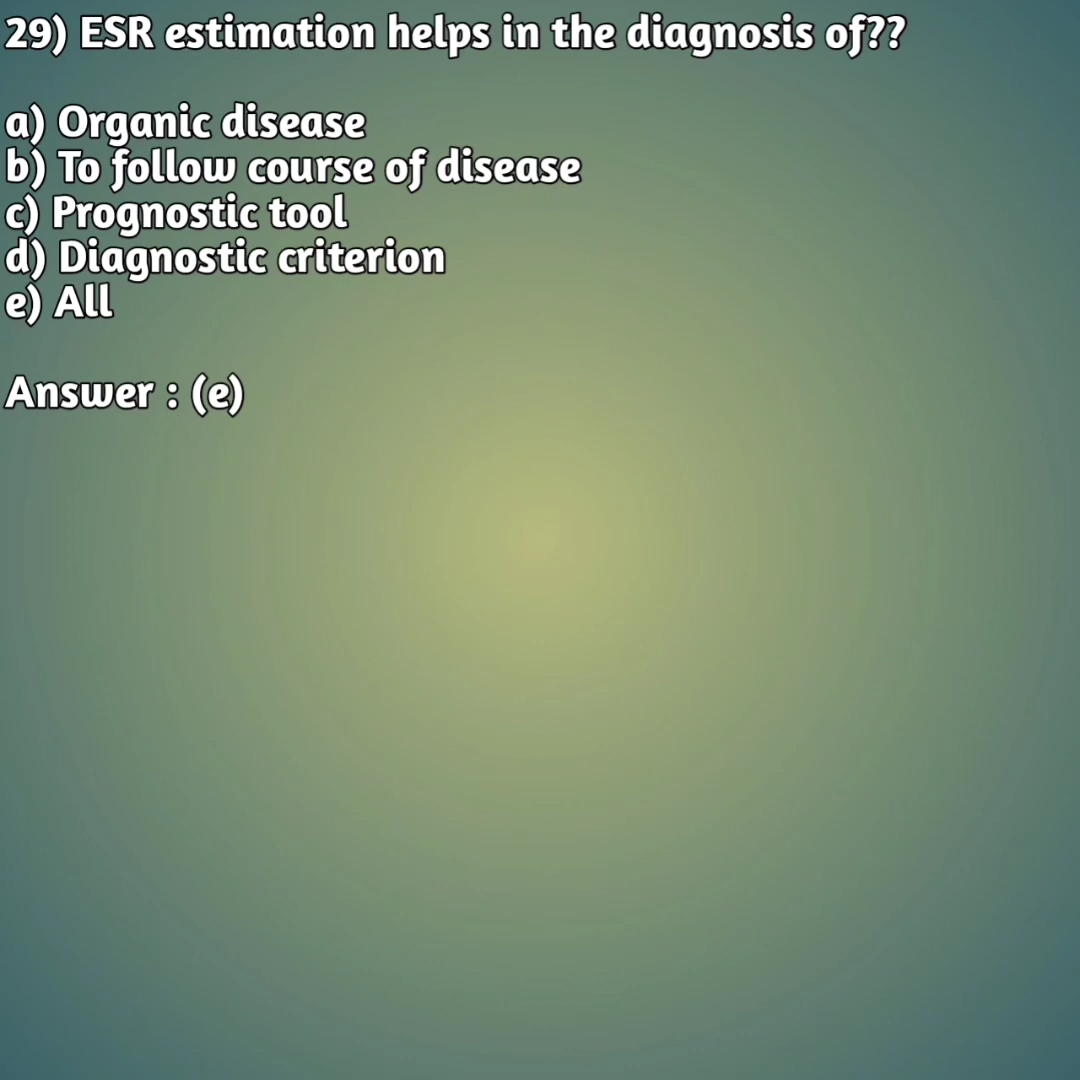 29) ESR estimation helps in the diagnosis of??
a) Organic disease
b) To follow course of disease
c) Prognostic tool
d) Diagnostic criterion
e) All
Answer : (e)